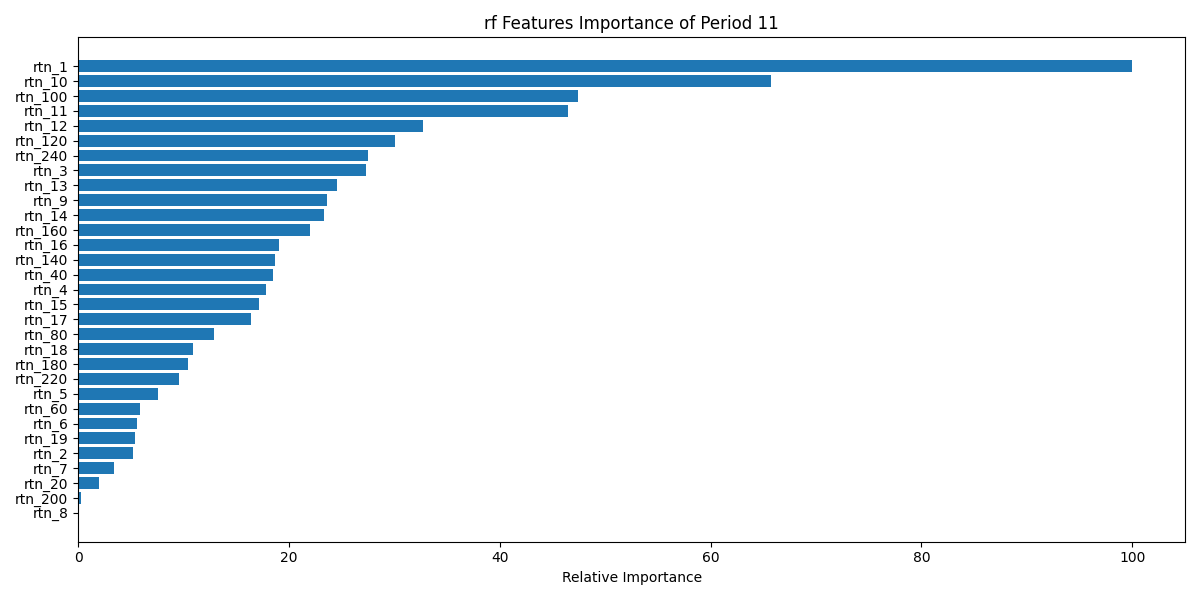 rf Features Importance of Period 11
rtn_1
rtn_10
rtn_100
rtn_11
rtn_12
rtn_120
rtn_240
rtn_3
rtn_13
rtn_9
rtn_14
rtn_160
rtn_16
rtn_140
rtn_40
rtn_4
rtn_15
rtn_17
rtn_80
rtn_18
rtn_180
rtn_220
rtn_5
rtn_60
rtn_6
rtn_19
rtn_2
rtn_7
rtn_20
rtn_200
rtn_8
0 20 40 60 80 100
Relative Importance